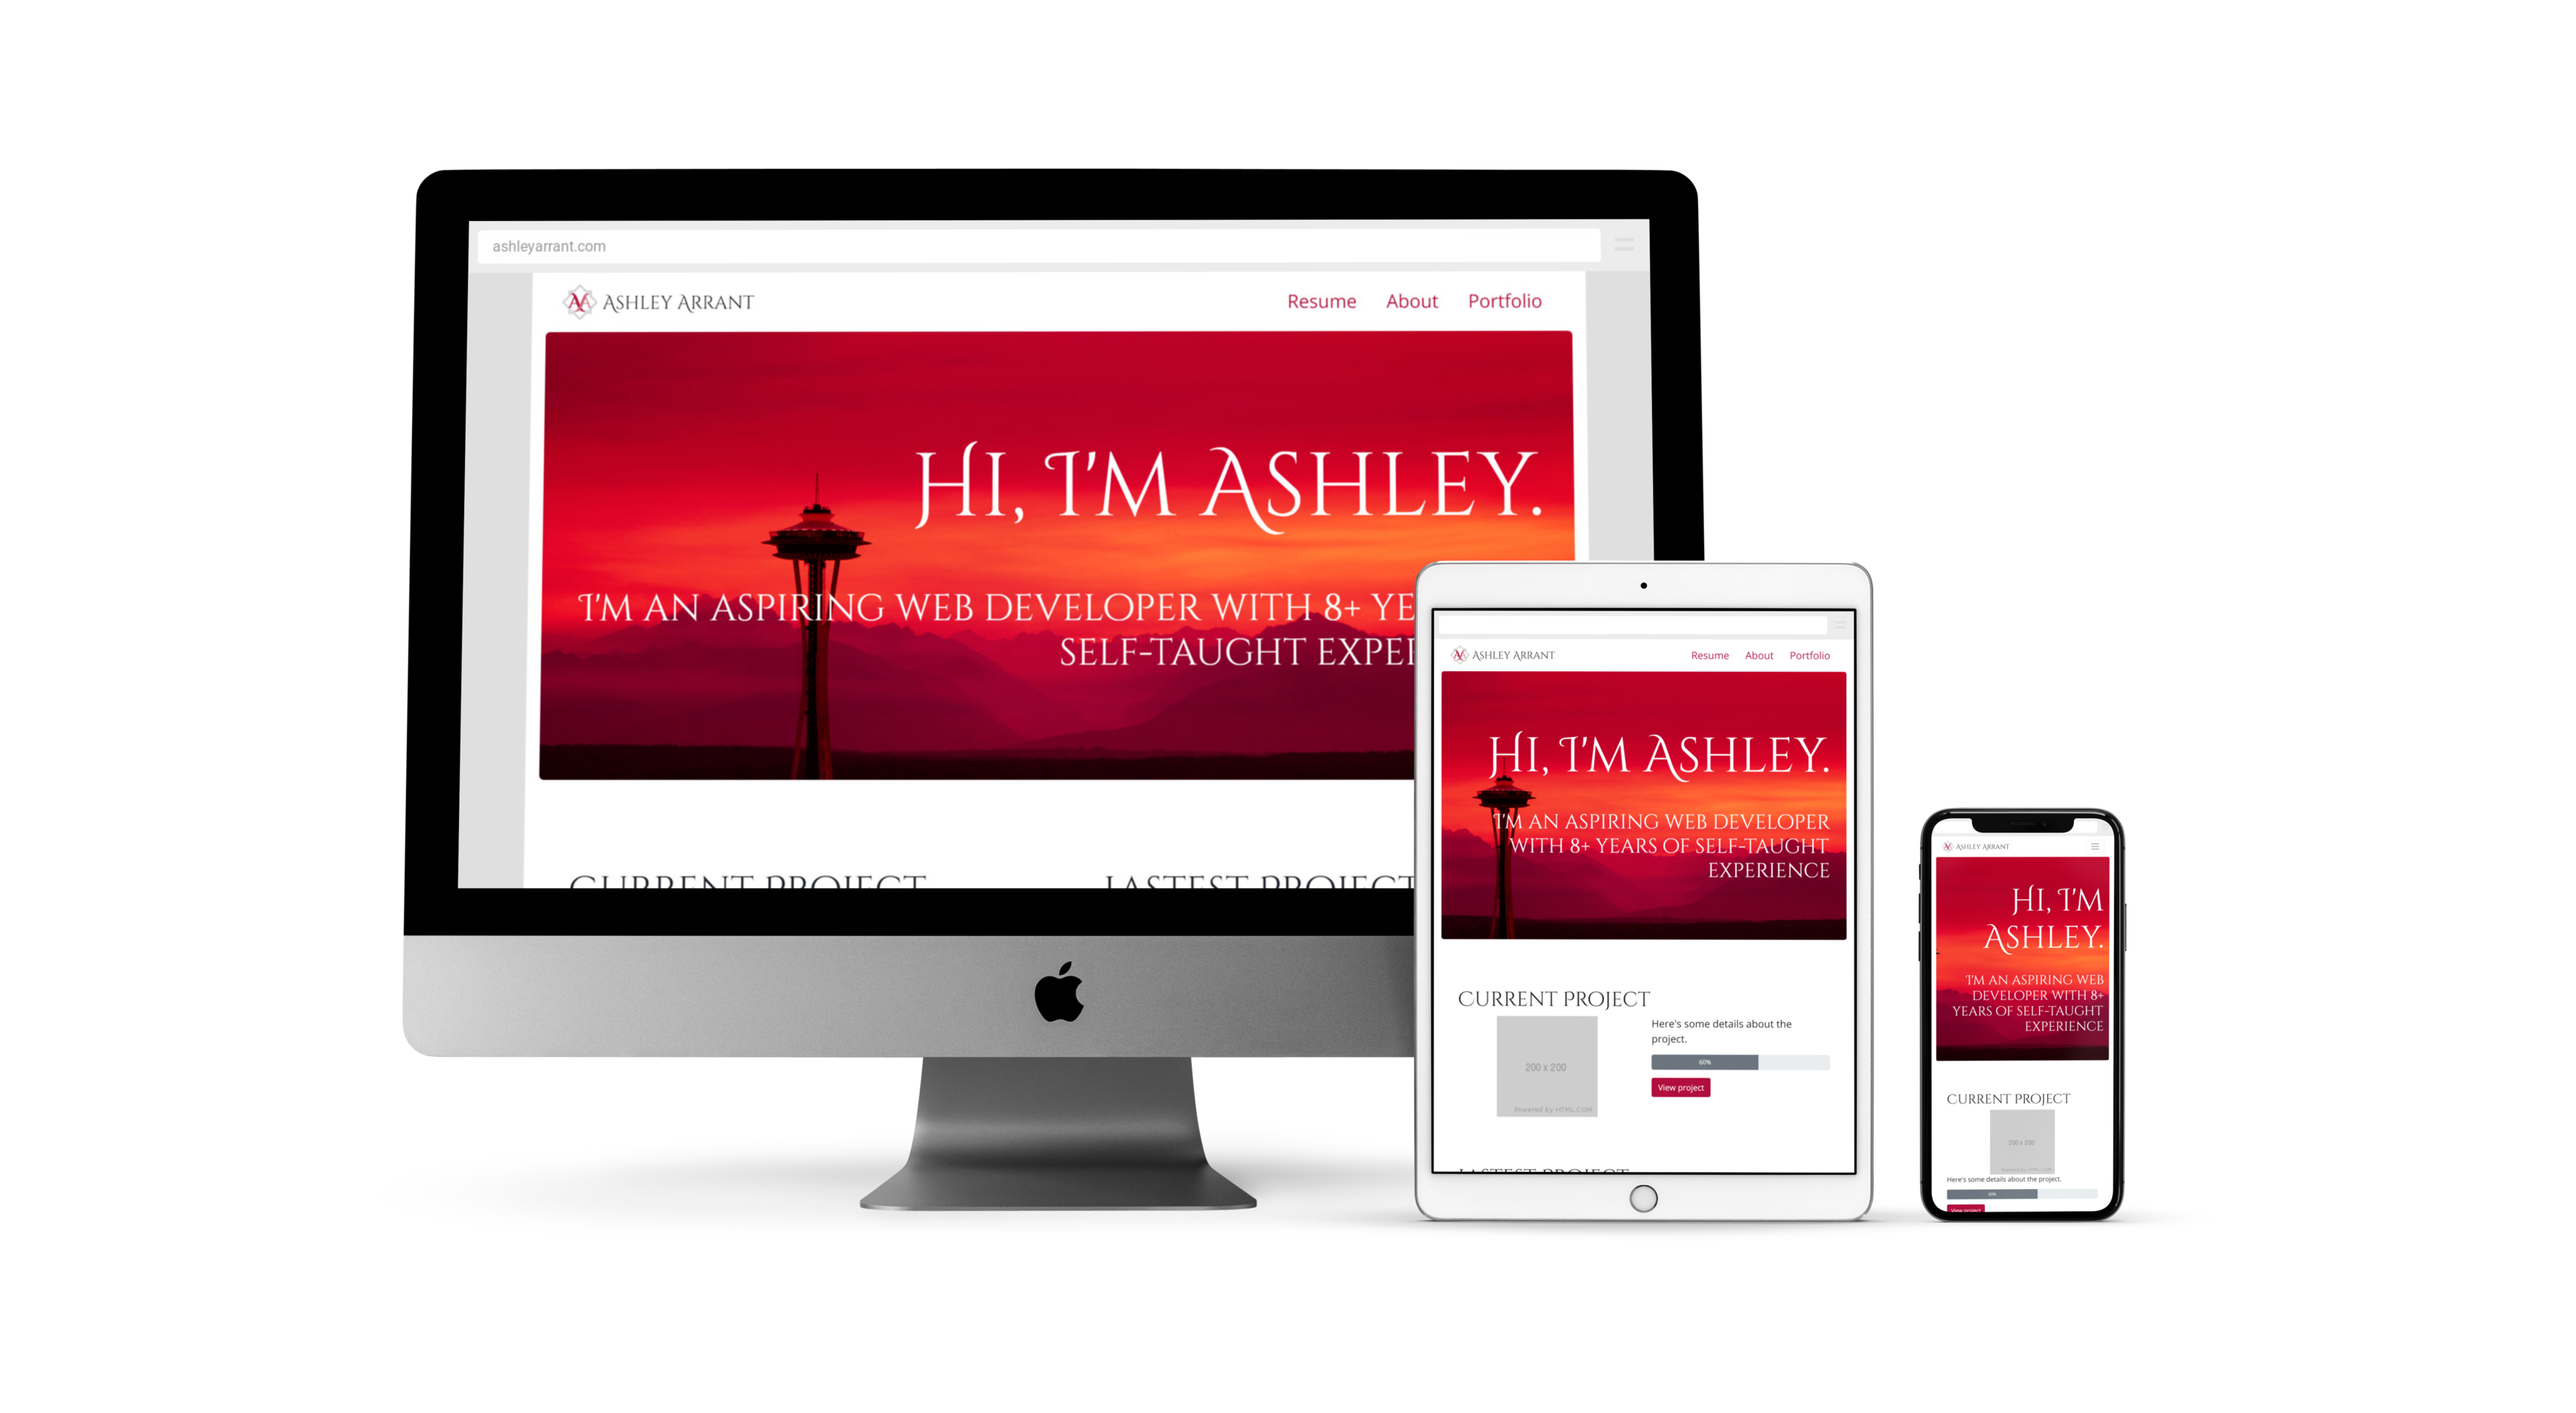 ashleyarrant.com
ASHLEY ARRANT
Resume About Portfolio
HI, I'M ASHLEY.
I'M AN ASPIRING WEB DEVELOPER WITH 8+ YE
SELF-TAUGHT EXPE
CURRENT PROJECT
LASTEST PROJECT
ASHLEY ARRANT
Resume About Portfolio
HI, I'M ASHLEY.
I'M AN ASPIRING WEB DEVELOPER
WITH 8+ YEARS OF SELF-TAUGHT
EXPERIENCE
CURRENT PROJECT
200 x 200
Powered by HTML.COM
Here's some details about the
project.
60%
View project
LASTEST PROJECT
ASHLEY ARRANT
HI, I'M
ASHLEY.
I'M AN ASPIRING WEB
DEVELOPER WITH 8+
YEARS OF SELF-TAUGHT
EXPERIENCE
CURRENT PROJECT
200 x 200
Powered by HTML.COM
Here's some details about the project.
60%
View project